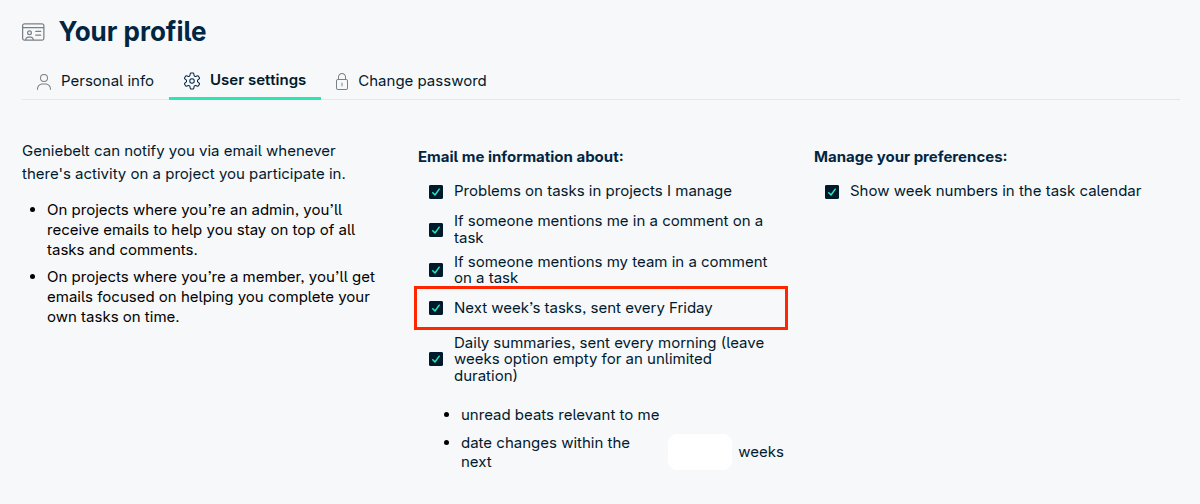 Your profile
Personal info
User settings
Change password
Geniebelt can notify you via email whenever
there's activity on a project you participate in.
• On projects where you’re an admin, you’ll
receive emails to help you stay on top of all
tasks and comments.
• On projects where you’re a member, you’ll get
emails focused on helping you complete your
own tasks on time.
Email me information about:
Problems on tasks in projects I manage
If someone mentions me in a comment on a
task
If someone mentions my team in a comment
on a task
Next week’s tasks, sent every Friday
Daily summaries, sent every morning (leave
weeks option empty for an unlimited
duration)
• unread beats relevant to me
• date changes within the
next
weeks
Manage your preferences:
Show week numbers in the task calendar